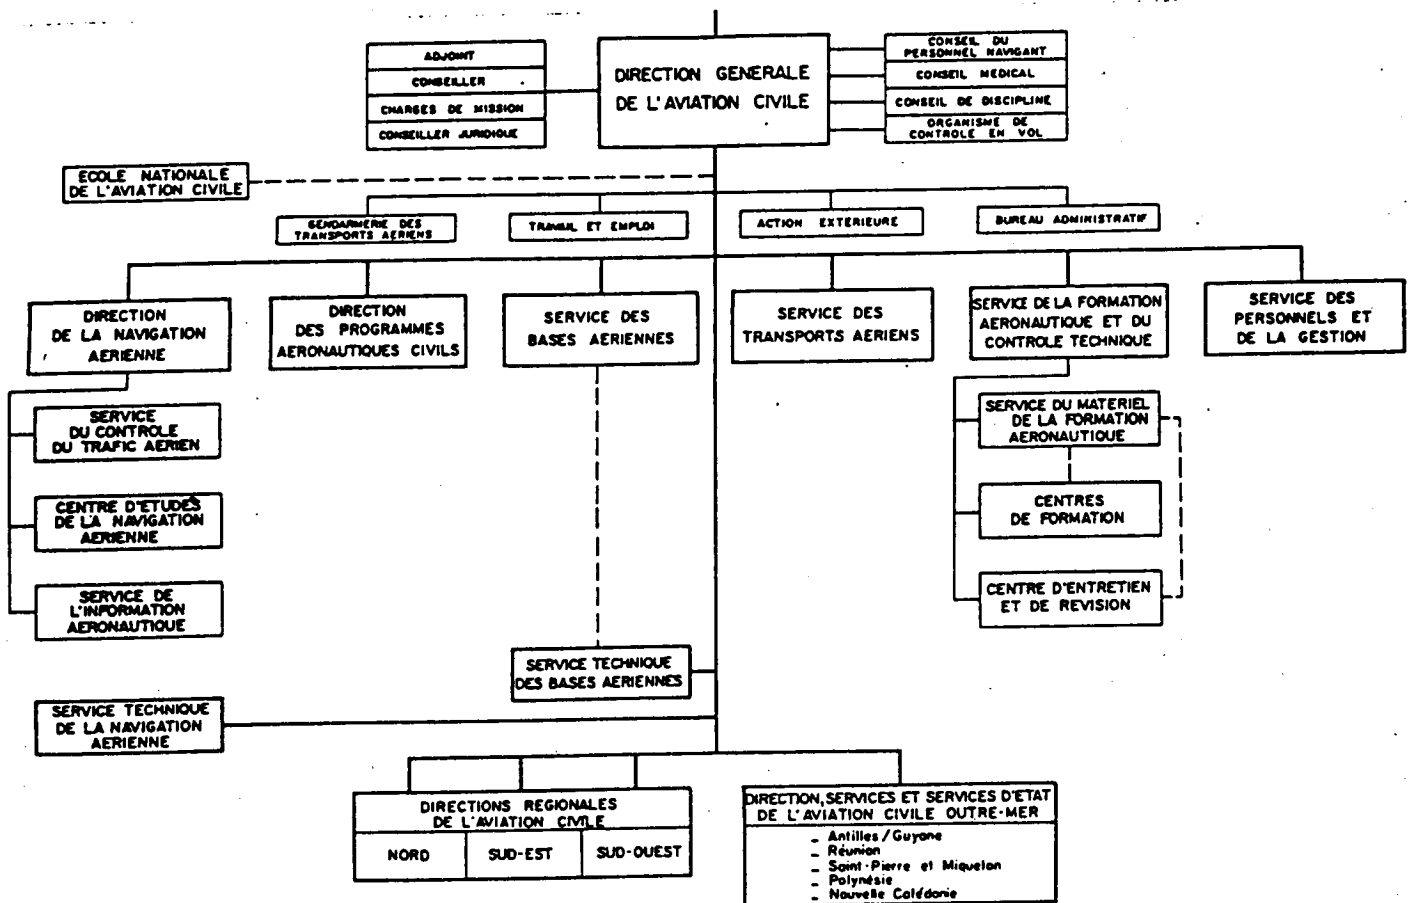 ADJOINT
CONSEILLER
CHARGES DE MISSION
CONSEILLER JURIDIQUE
DIRECTION GENERALE
DE L'AVIATION CIVILE
CONSEIL DU
PERSONNEL NAVIGANT
CONSEIL MEDICAL
CONSEIL DE DISCIPLINE
ORGANISME DE
CONTROLE EN VOL
ECOLE NATIONALE
DE L'AVIATION CIVILE
GENDARMERIE DES
TRANSPORTS AERIENS
TRAVAIL ET EMPLOI
ACTION EXTERIEURE
BUREAU ADMINISTRATIF
DIRECTION
DE LA NAVIGATION
AERIENNE
DIRECTION
DES PROGRAMMES
AERONAUTIQUES CIVILS
SERVICE DES
BASES AERIENNES
SERVICE DES
TRANSPORTS AERIENS
SERVICE DE LA FORMATION
AERONAUTIQUE ET DU
CONTROLE TECHNIQUE
SERVICE DES
PERSONNELS ET
DE LA GESTION
SERVICE
DU CONTROLE
DU TRAFIC AERIEN
CENTRE D'ETUDES
DE LA NAVIGATION
AERIENNE
SERVICE DE
L'INFORMATION
AERONAUTIQUE
SERVICE DU MATERIEL
DE LA FORMATION
AERONAUTIQUE
CENTRES
DE FORMATION
CENTRE D'ENTRETIEN
ET DE REVISION
SERVICE TECHNIQUE
DES BASES AERIENNES
SERVICE TECHNIQUE
DE LA NAVIGATION
AERIENNE
DIRECTIONS REGIONALES
DE L'AVIATION CIVILE
NORD
SUD-EST
SUD-OUEST
DIRECTION, SERVICES ET SERVICES D'ETAT
DE L'AVIATION CIVILE OUTRE-MER
- Antilles / Guyane
- Réunion
- Saint-Pierre et Miquelon
- Polynésie
- Nouvelle Calédonie